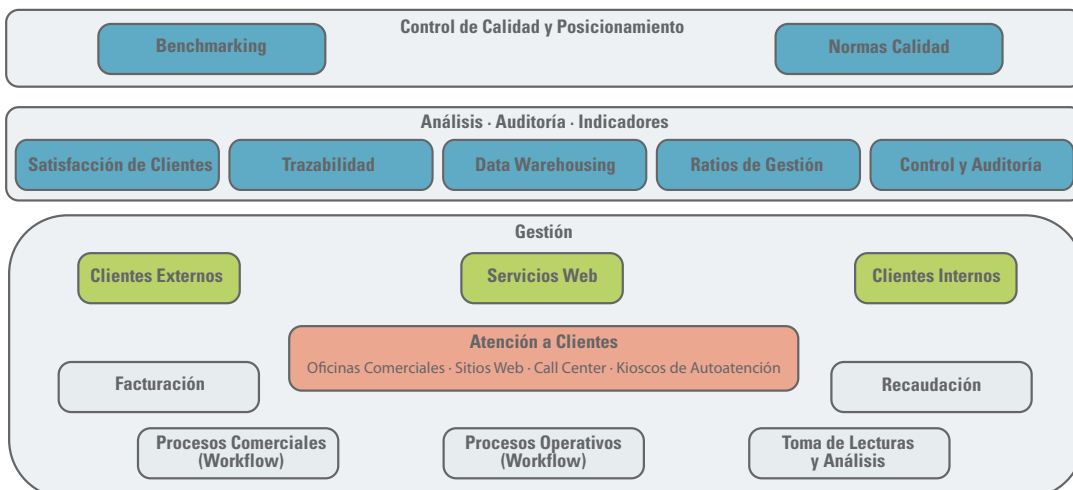 Control de Calidad y Posicionamiento
Benchmarking
Normas Calidad
Análisis · Auditoría · Indicadores
Satisfacción de Clientes
Trazabilidad
Data Warehousing
Ratios de Gestión
Control y Auditoría
Gestión
Clientes Externos
Servicios Web
Clientes Internos
Atención a Clientes
Oficinas Comerciales · Sitios Web · Call Center · Kioscos de Autoatención
Facturación
Recaudación
Procesos Comerciales
(Workflow)
Procesos Operativos
(Workflow)
Toma de Lecturas
y Análisis